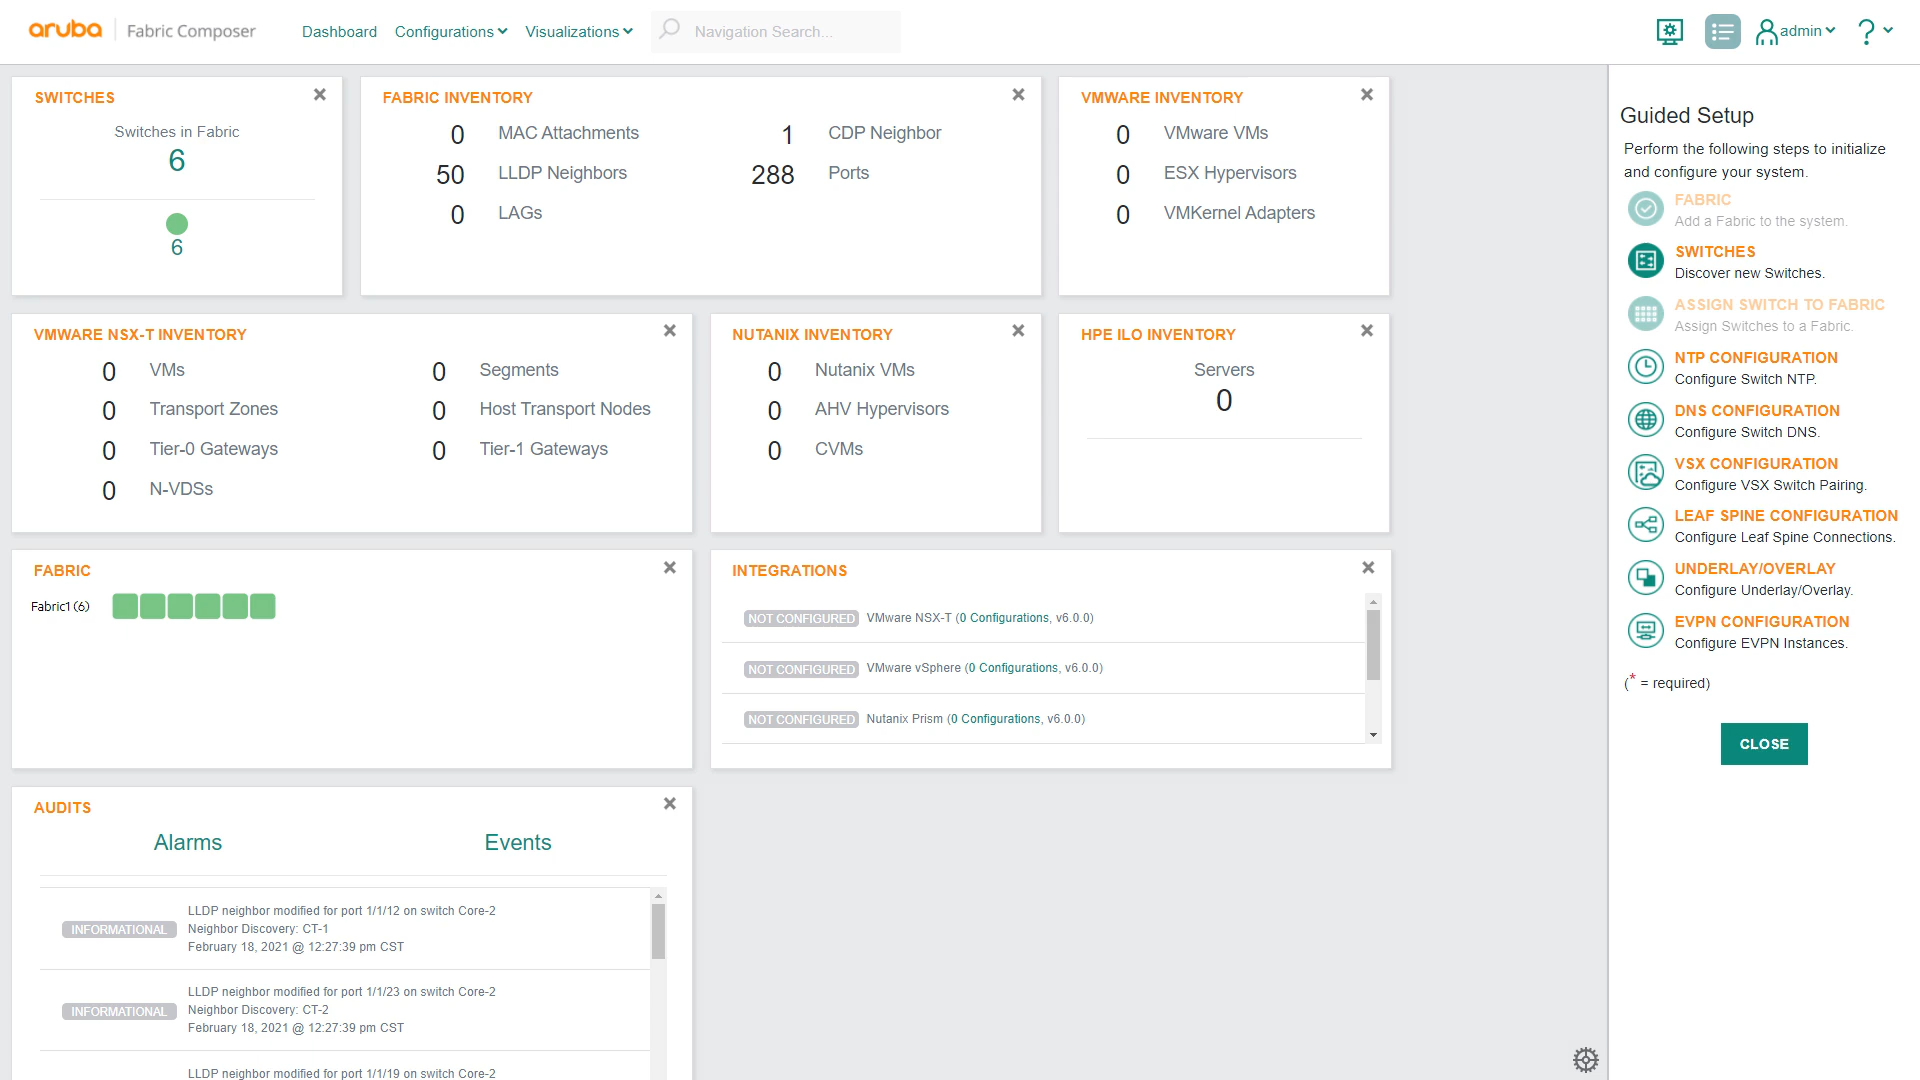 aruba Fabric Composer
Dashboard Configurations Visualizations Navigation Search... admin ?
SWITCHES
Switches in Fabric
6
6
FABRIC INVENTORY
0 MAC Attachments 1 CDP Neighbor
50 LLDP Neighbors 288 Ports
0 LAGs
VMWARE INVENTORY
0 VMware VMs
0 ESX Hypervisors
0 VMKernel Adapters
VMWARE NSX-T INVENTORY
0 VMs 0 Segments
0 Transport Zones 0 Host Transport Nodes
0 Tier-0 Gateways 0 Tier-1 Gateways
0 N-VDSs
NUTANIX INVENTORY
0 Nutanix VMs
0 AHV Hypervisors
0 CVMs
HPE ILO INVENTORY
Servers
0
FABRIC
Fabric1 (6)
INTEGRATIONS
NOT CONFIGURED VMware NSX-T (0 Configurations, v6.0.0)
NOT CONFIGURED VMware vSphere (0 Configurations, v6.0.0)
NOT CONFIGURED Nutanix Prism (0 Configurations, v6.0.0)
AUDITS
Alarms Events
LLDP neighbor modified for port 1/1/12 on switch Core-2
INFORMATIONAL Neighbor Discovery: CT-1
February 18, 2021 @ 12:27:39 pm CST
LLDP neighbor modified for port 1/1/23 on switch Core-2
INFORMATIONAL Neighbor Discovery: CT-2
February 18, 2021 @ 12:27:39 pm CST
LLDP neighbor modified for port 1/1/19 on switch Core-2
Guided Setup
Perform the following steps to initialize
and configure your system.
FABRIC
Add a Fabric to the system.
SWITCHES
Discover new Switches.
ASSIGN SWITCH TO FABRIC
Assign Switches to a Fabric.
NTP CONFIGURATION
Configure Switch NTP.
DNS CONFIGURATION
Configure Switch DNS.
VSX CONFIGURATION
Configure VSX Switch Pairing.
LEAF SPINE CONFIGURATION
Configure Leaf Spine Connections.
UNDERLAY/OVERLAY
Configure Underlay/Overlay.
EVPN CONFIGURATION
Configure EVPN Instances.
(* = required)
CLOSE